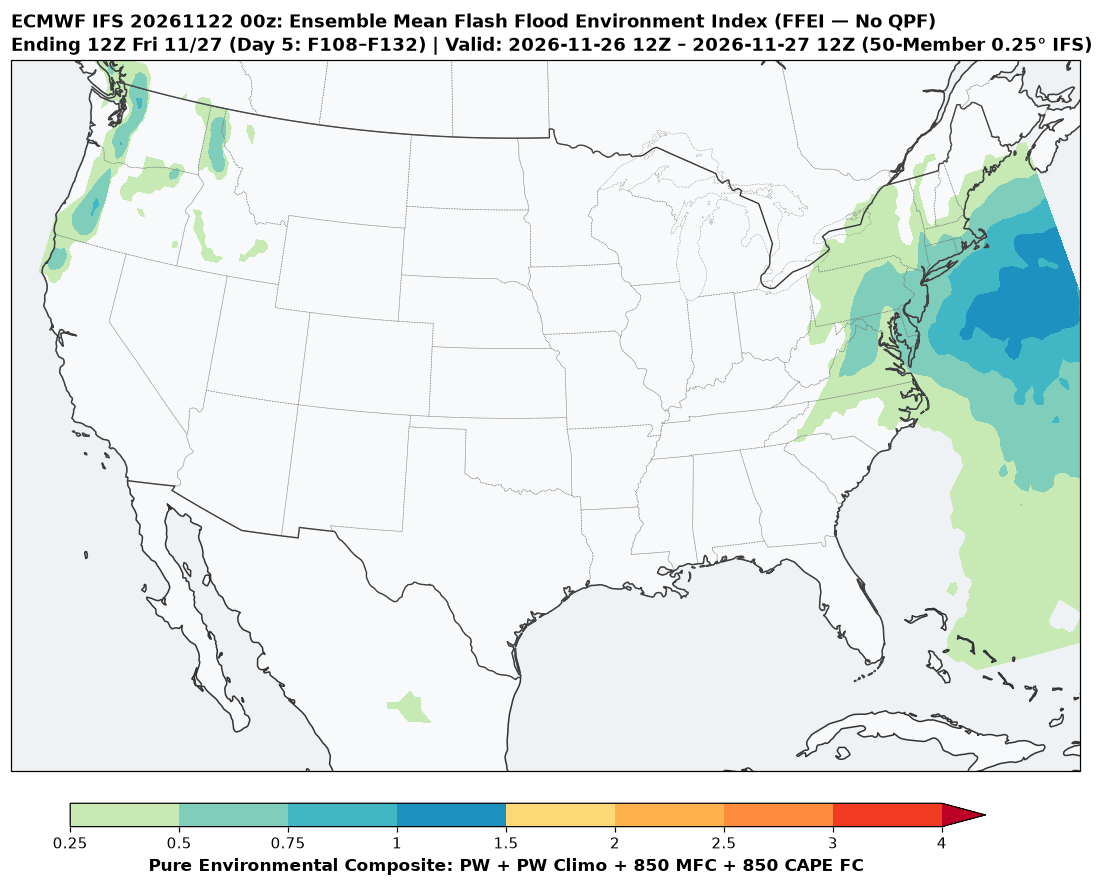 ECMWF IFS 20261122 00z: Ensemble Mean Flash Flood Environment Index (FFEI — No QPF)
Ending 12Z Fri 11/27 (Day 5: F108–F132) | Valid: 2026-11-26 12Z – 2026-11-27 12Z (50-Member 0.25° IFS)
0.25 0.5 0.75 1 1.5 2 2.5 3 4
Pure Environmental Composite: PW + PW Climo + 850 MFC + 850 CAPE FC